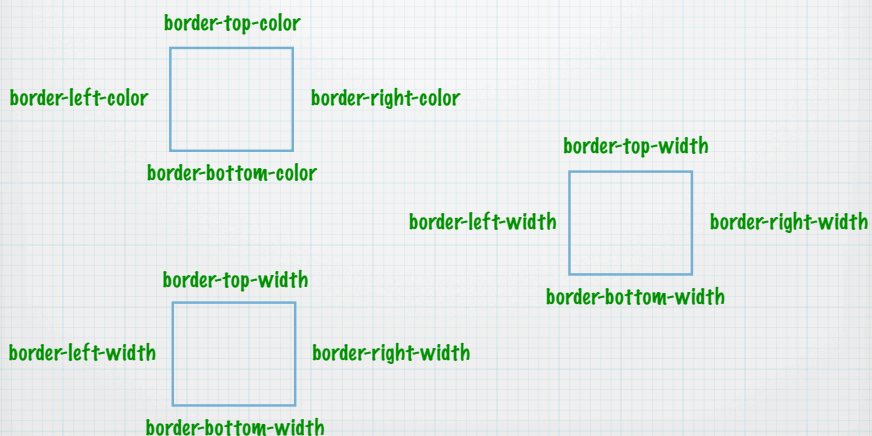 border-top-color
border-left-color
border-right-color
border-bottom-color
border-top-width
border-left-width
border-right-width
border-bottom-width
border-top-width
border-left-width
border-right-width
border-bottom-width